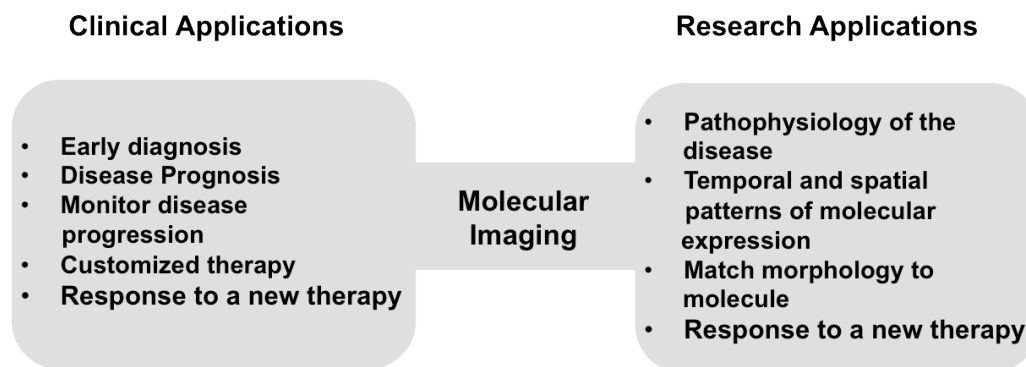 Clinical Applications
Research Applications
• Early diagnosis
• Disease Prognosis
• Monitor disease
progression
• Customized therapy
• Response to a new therapy
Molecular
Imaging
• Pathophysiology of the
disease
• Temporal and spatial
patterns of molecular
expression
• Match morphology to
molecule
• Response to a new therapy